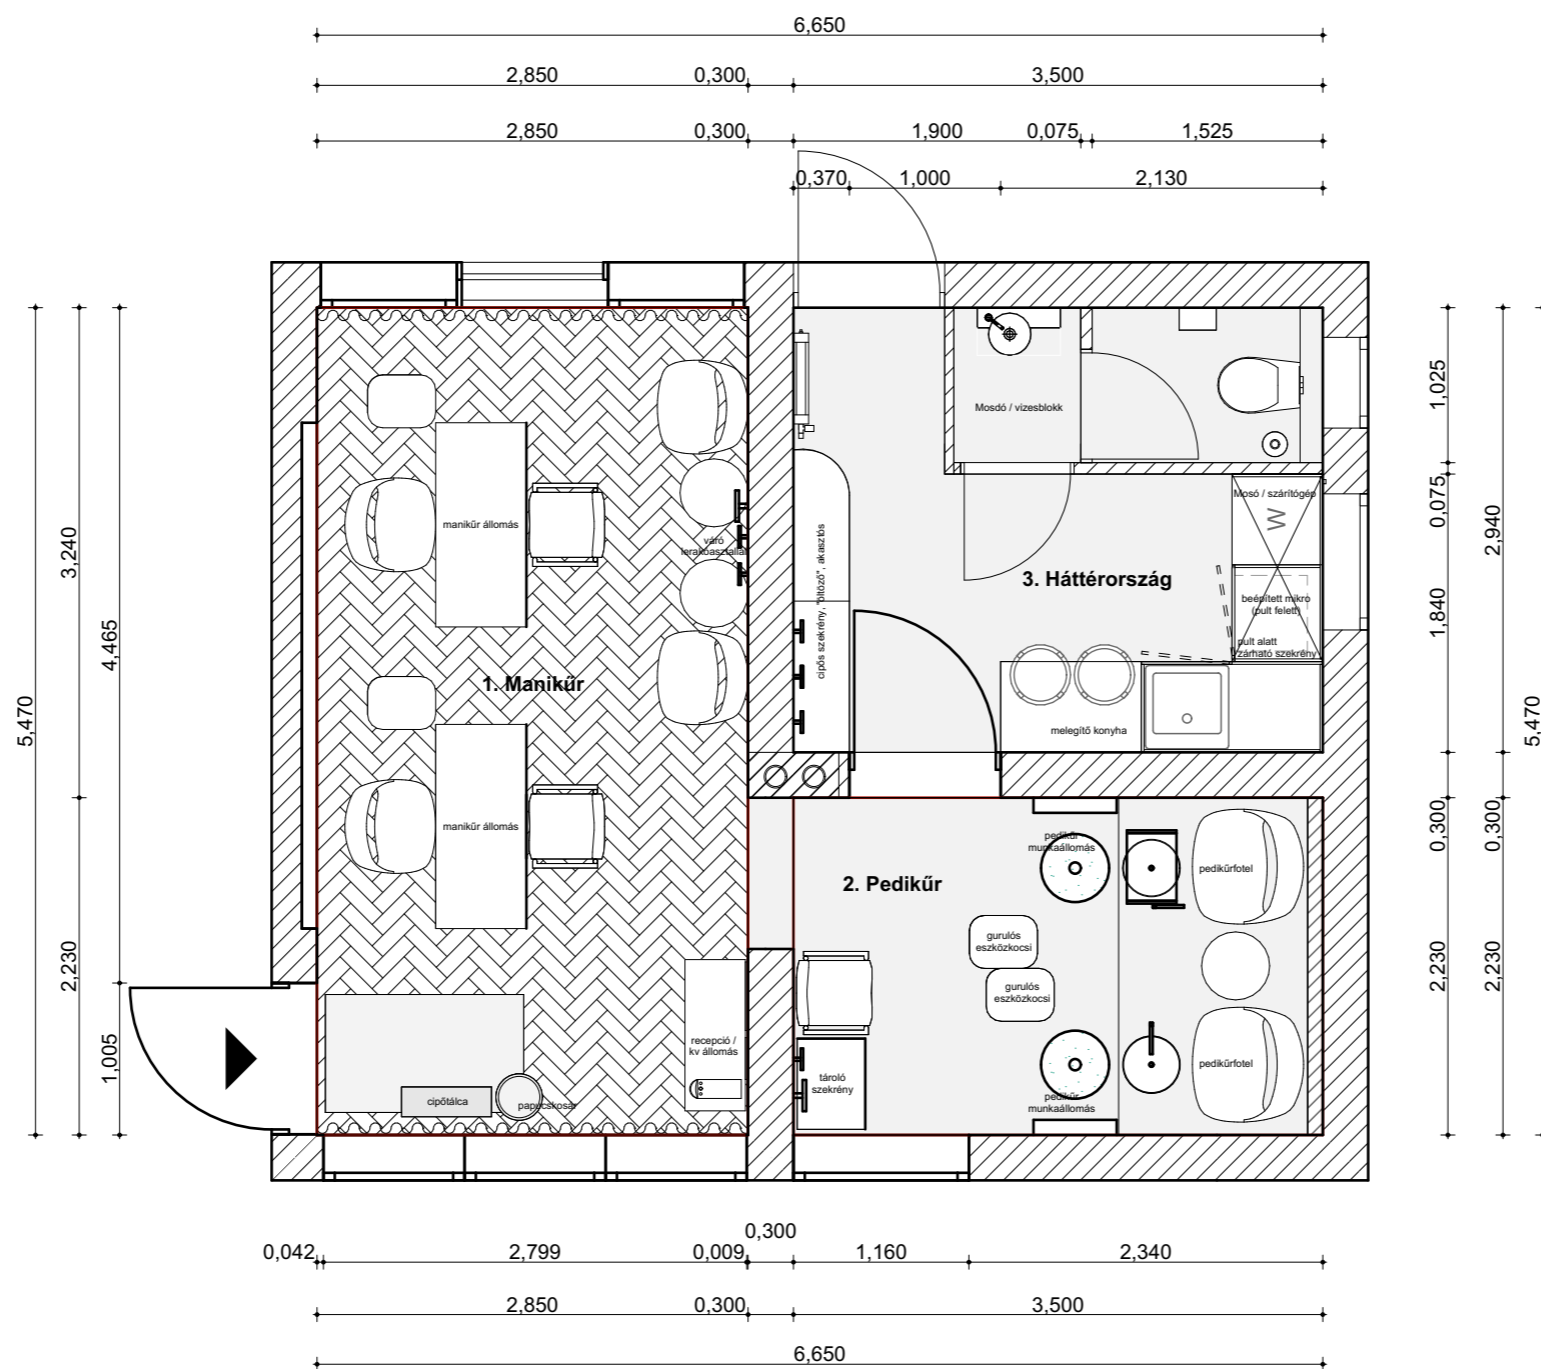 6,650
2,850 0,300 3,500
2,850 0,300 1,900 0,075 1,525
0,370 1,000 2,130
5,470
3,240
2,230
4,465
1,005
1,025
0,075
1,840
0,300
2,230
2,940
0,300
2,230
5,470
Mosdó / vizesblokk
Mosó / szárítógép
W
manikűr állomás
váró
lerakóasztallal
cipős szekrény, "öltöző", akasztós
3. Háttérország
beépített mikro
(pult felett)
pult alatt
zárható szekrény
1. Manikűr
melegítő konyha
manikűr állomás
pedikűr
munkaállomás
pedikűrfotel
2. Pedikűr
gurulós
eszközkocsi
gurulós
eszközkocsi
recepció /
kv állomás
pedikűrfotel
tároló
szekrény
cipőtálca
papucskosár
pedikűr
munkaállomás
0,300
0,042 2,799 0,009 1,160 2,340
2,850 0,300 3,500
6,650